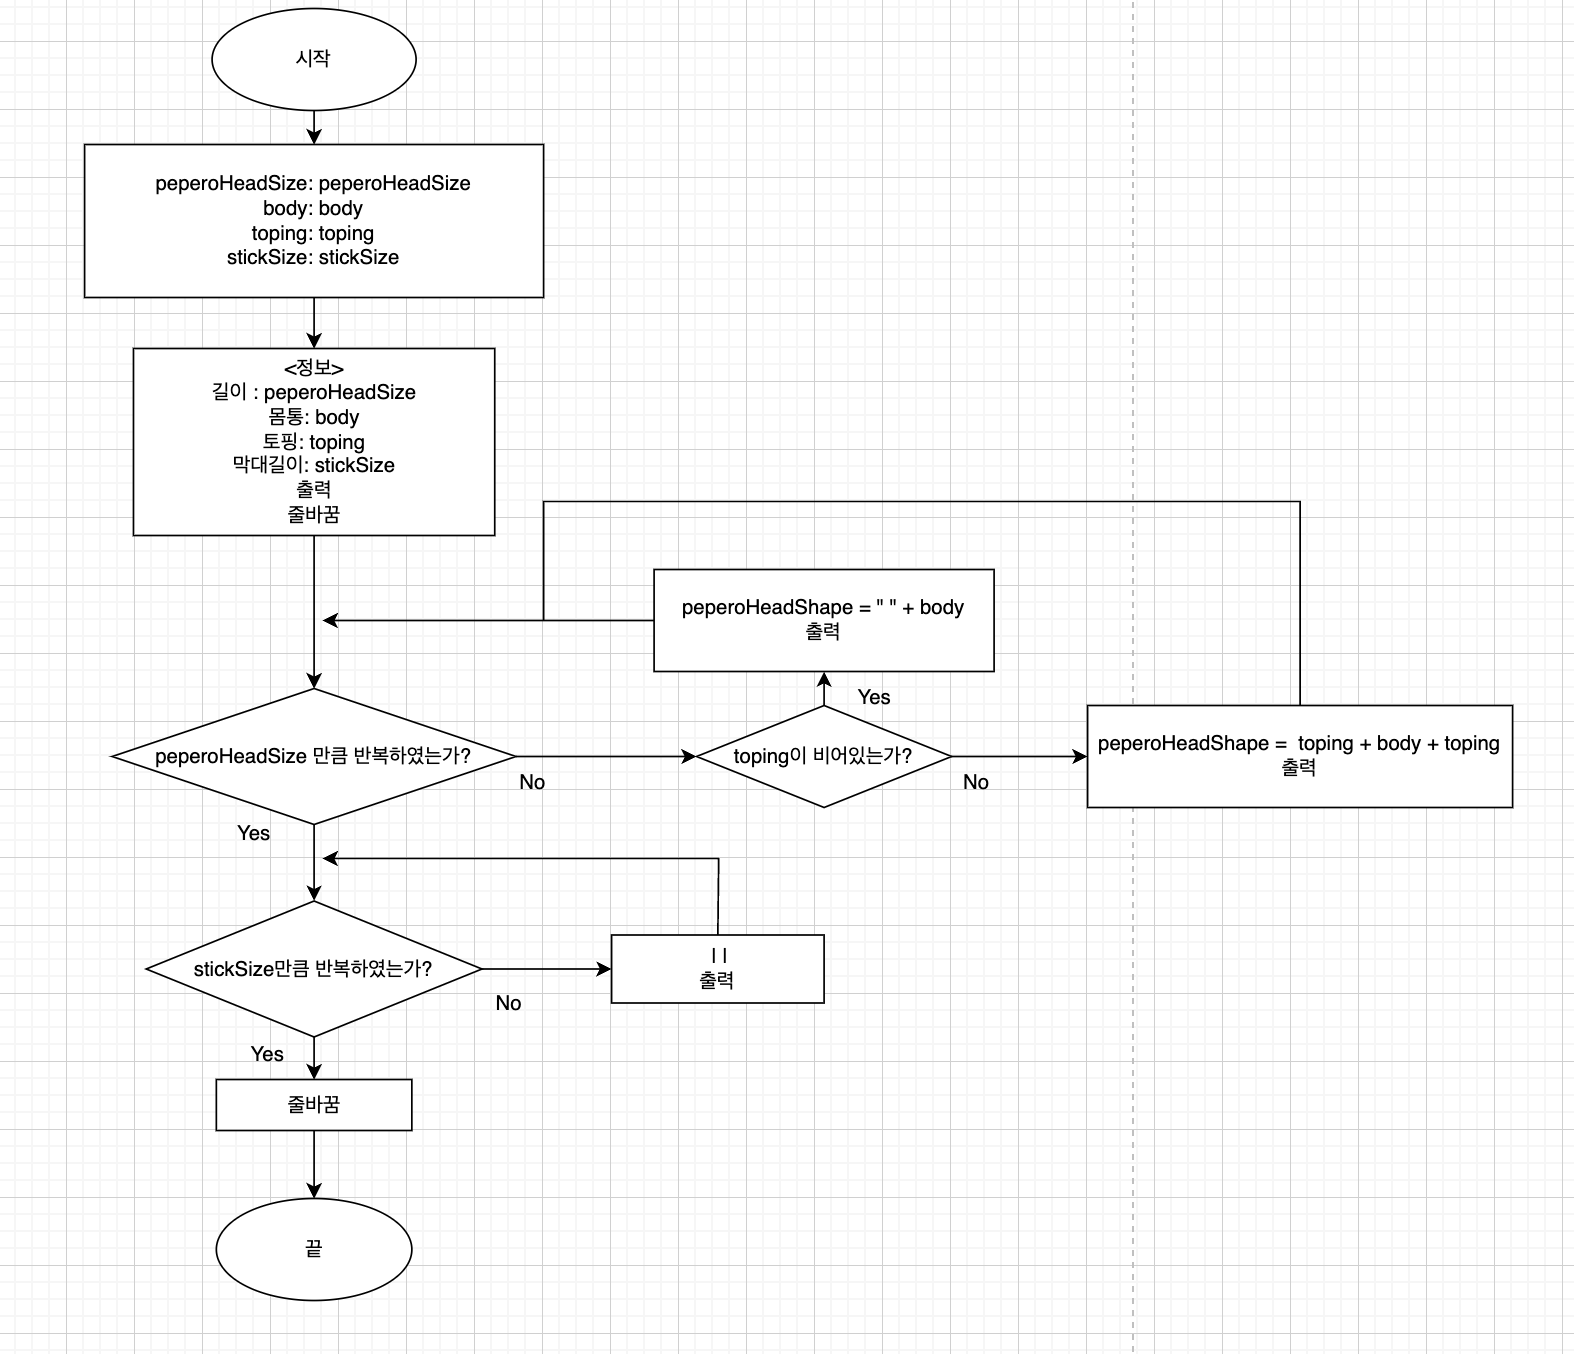 시작
peperoHeadSize: peperoHeadSize
body: body
toping: toping
stickSize: stickSize
<정보>
길이 : peperoHeadSize
몸통: body
토핑: toping
막대길이: stickSize
출력
줄바꿈
peperoHeadShape = " " + body
출력
Yes
peperoHeadSize 만큼 반복하였는가?
No
toping이 비어있는가?
No
peperoHeadShape =  toping + body + toping
출력
Yes
stickSize만큼 반복하였는가?
No
| |
출력
Yes
줄바꿈
끝